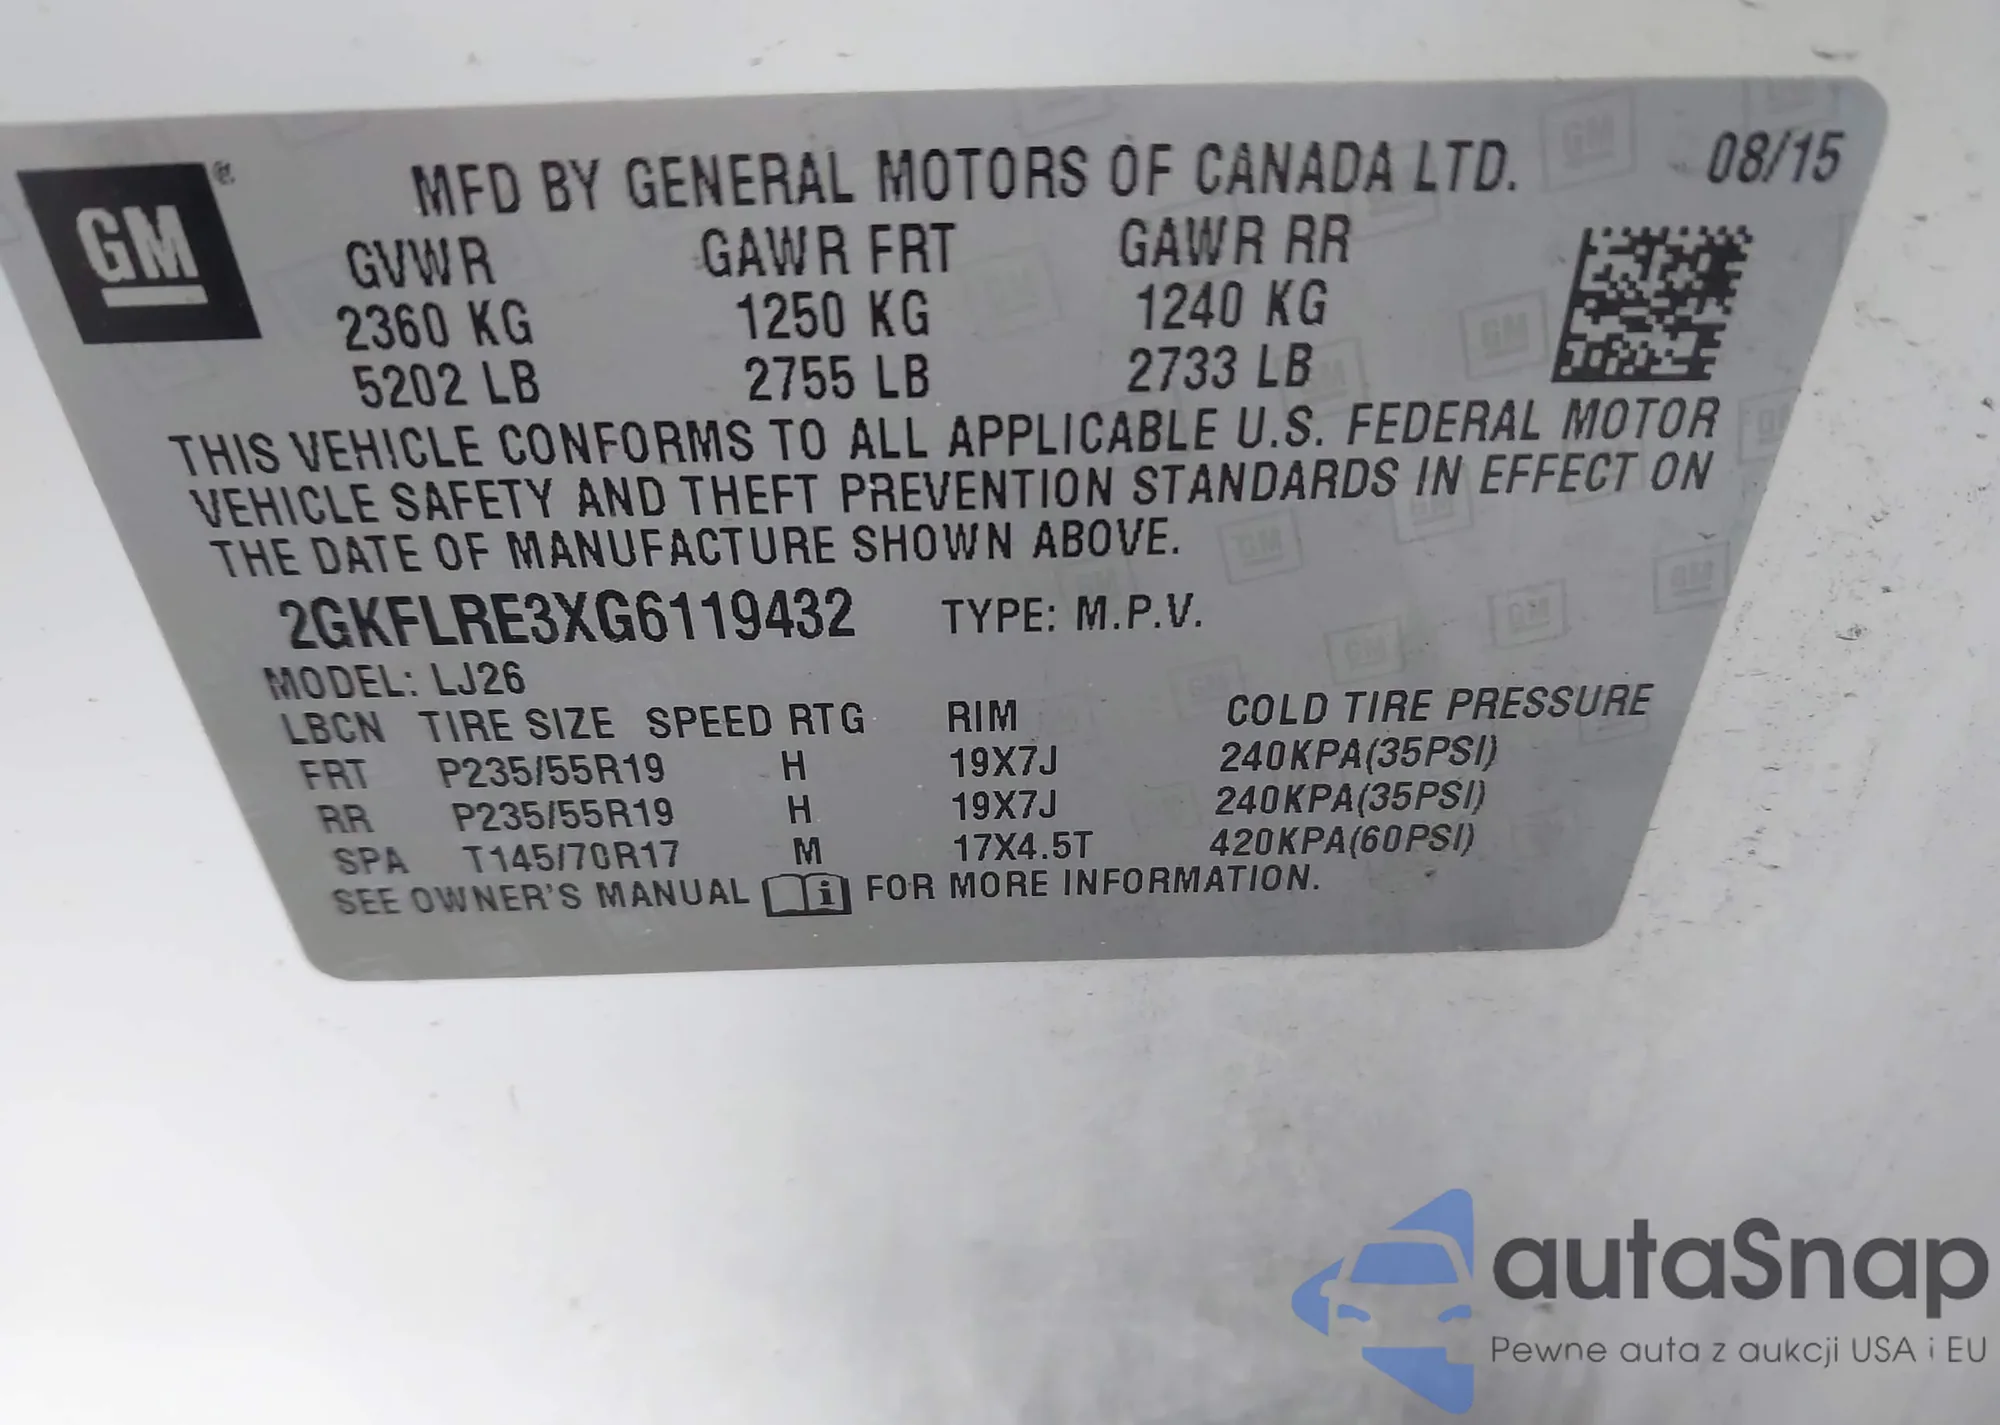 GM ® MFD BY GENERAL MOTORS OF CANADA LTD. 08/15
GVWR GAWR FRT GAWR RR
2360 KG 1250 KG 1240 KG
5202 LB 2755 LB 2733 LB
THIS VEHICLE CONFORMS TO ALL APPLICABLE U.S. FEDERAL MOTOR
VEHICLE SAFETY AND THEFT PREVENTION STANDARDS IN EFFECT ON
THE DATE OF MANUFACTURE SHOWN ABOVE.
2GKFLRE3XG6119432 TYPE: M.P.V.
MODEL: LJ26
LBCN TIRE SIZE SPEED RTG RIM COLD TIRE PRESSURE
FRT P235/55R19 H 19X7J 240KPA(35PSI)
RR P235/55R19 H 19X7J 240KPA(35PSI)
SPA T145/70R17 M 17X4.5T 420KPA(60PSI)
SEE OWNER'S MANUAL i FOR MORE INFORMATION.
autaSnap
Pewne auta z aukcji USA i EU